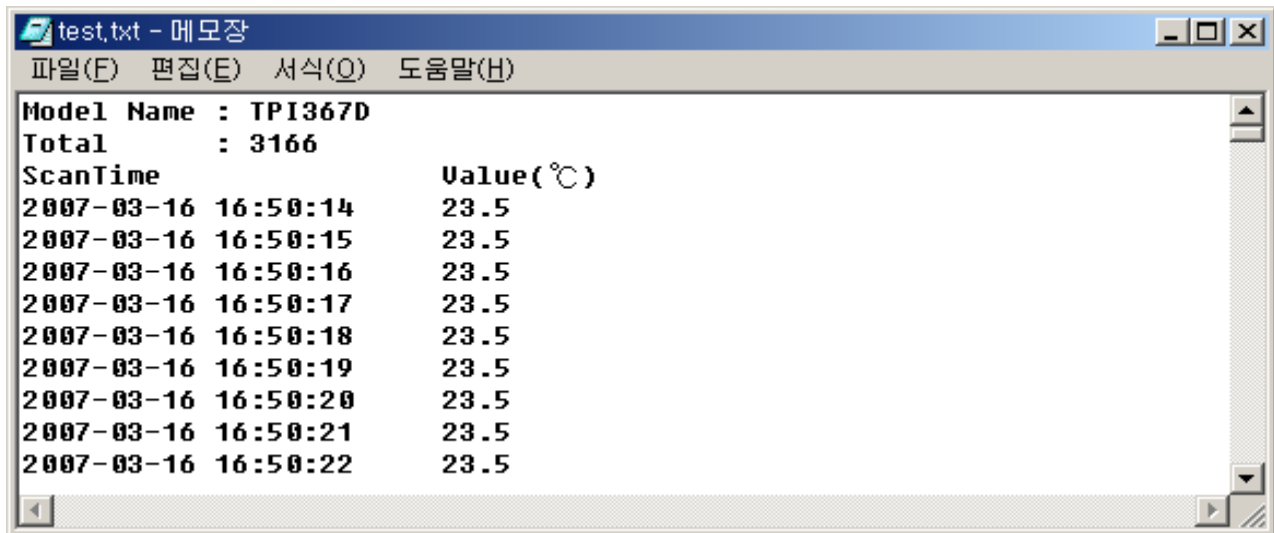 test.txt - 메모장
파일(F) 편집(E) 서식(O) 도움말(H)
Model Name : TPI367D
Total : 3166
ScanTime Value(℃)
2007-03-16 16:50:14 23.5
2007-03-16 16:50:15 23.5
2007-03-16 16:50:16 23.5
2007-03-16 16:50:17 23.5
2007-03-16 16:50:18 23.5
2007-03-16 16:50:19 23.5
2007-03-16 16:50:20 23.5
2007-03-16 16:50:21 23.5
2007-03-16 16:50:22 23.5